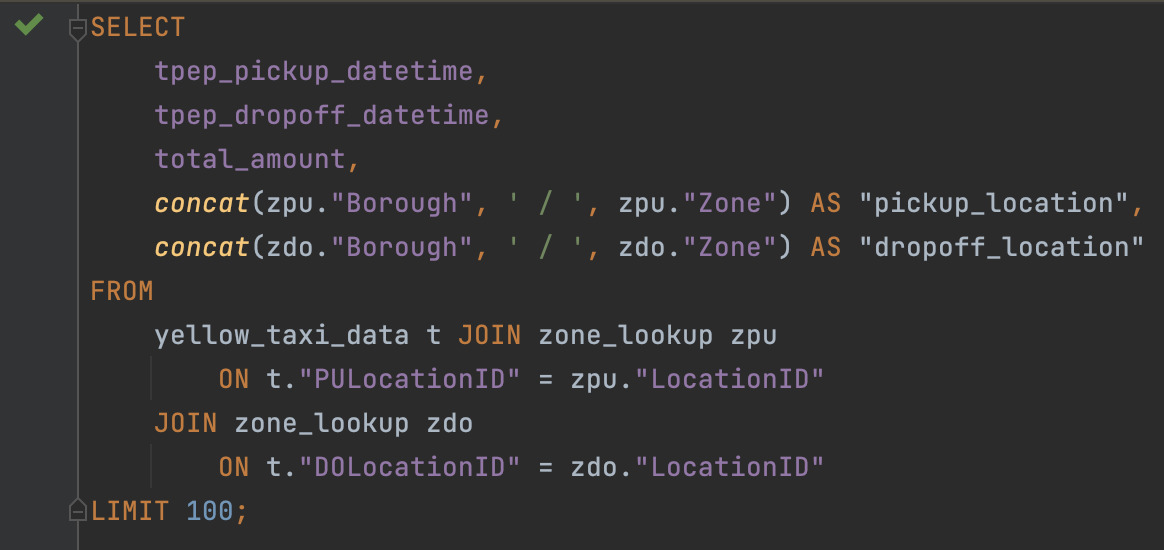 SELECT
    tpep_pickup_datetime,
    tpep_dropoff_datetime,
    total_amount,
    concat(zpu."Borough", ' / ', zpu."Zone") AS "pickup_location",
    concat(zdo."Borough", ' / ', zdo."Zone") AS "dropoff_location"
FROM
    yellow_taxi_data t JOIN zone_lookup zpu
        ON t."PULocationID" = zpu."LocationID"
    JOIN zone_lookup zdo
        ON t."DOLocationID" = zdo."LocationID"
LIMIT 100;